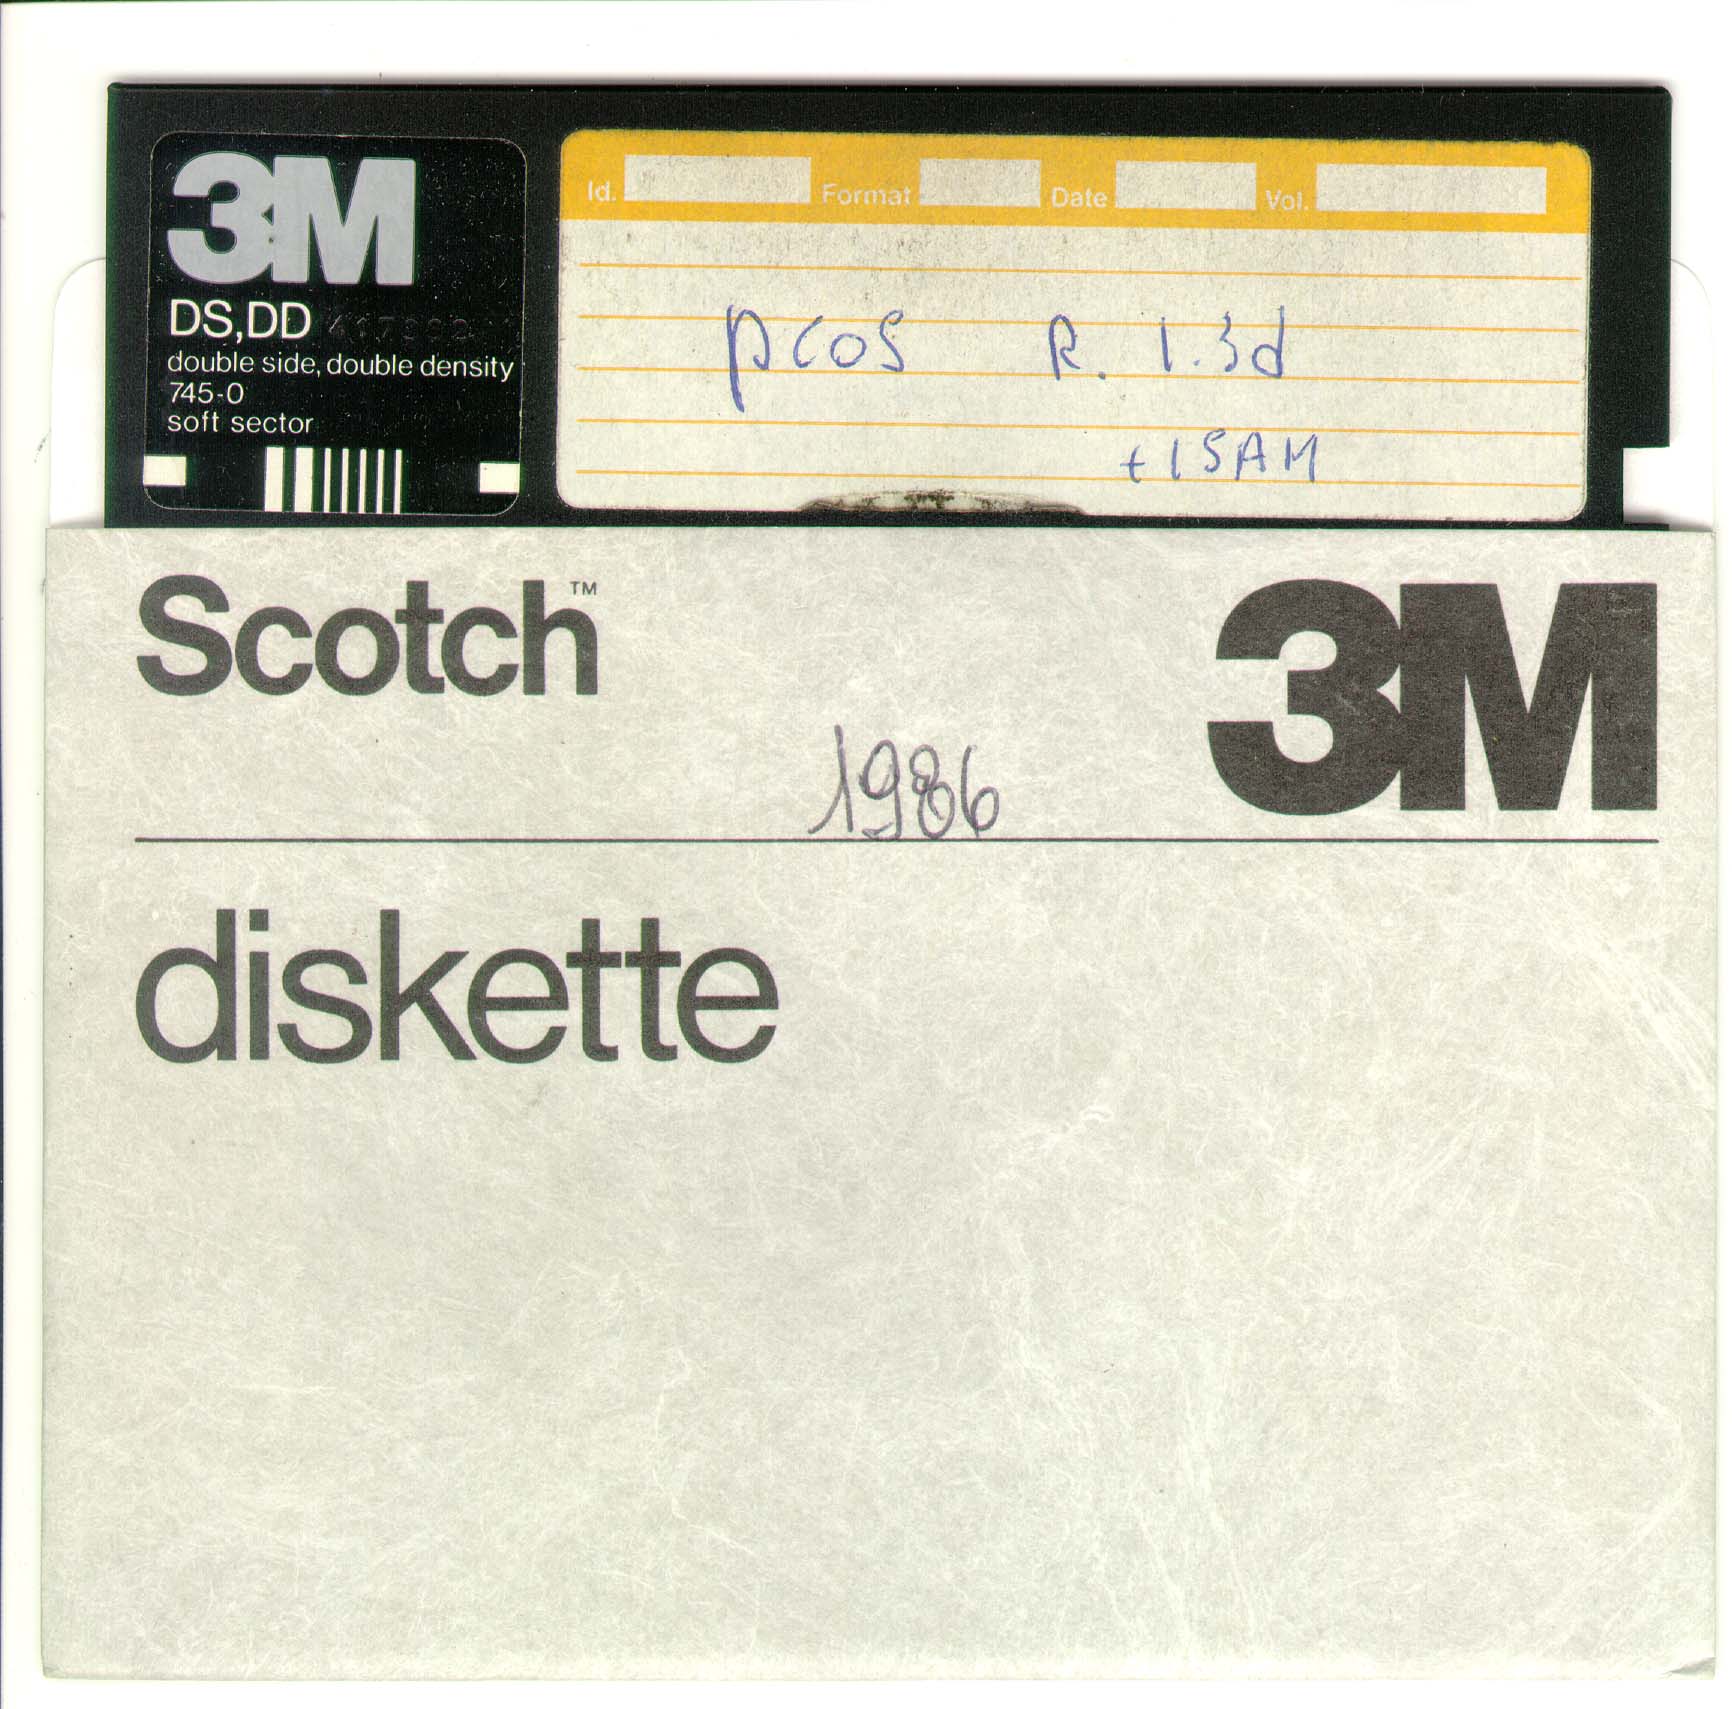 3M
DS,DD
double side, double density
745-0
soft sector
Id. Format Date Vol.
pcos R. 1.3d
+ISAM
Scotch™
3M
1986
diskette